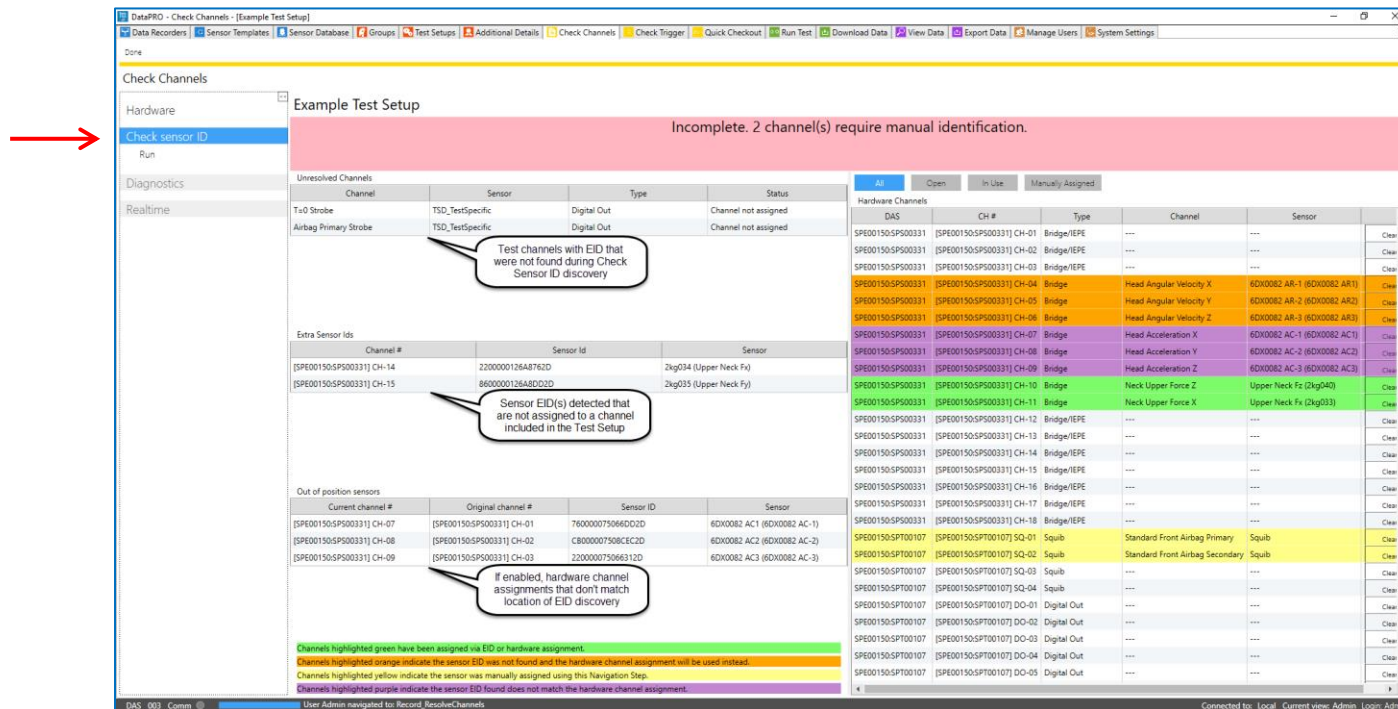 DataPRO - Check Channels - [Example Test Setup]
Data Recorders Sensor Templates Sensor Database Groups Test Setups Additional Details Check Channels Check Trigger Quick Checkout Run Test Download Data View Data Export Data Manage Users System Settings
Done
Check Channels
Hardware
Check sensor ID
Run
Diagnostics
Realtime
Example Test Setup
Incomplete. 2 channel(s) require manual identification.
Unresolved Channels
Channel Sensor Type Status
T=0 Strobe TSD_TestSpecific Digital Out Channel not assigned
Airbag Primary Strobe TSD_TestSpecific Digital Out Channel not assigned
Test channels with EID that
were not found during Check
Sensor ID discovery
Extra Sensor Ids
Channel # Sensor Id Sensor
[SPE00150:SPS00331] CH-14 2200000126A8762D 2kg034 (Upper Neck Fx)
[SPE00150:SPS00331] CH-15 8600000126A8DD2D 2kg035 (Upper Neck Fy)
Sensor EID(s) detected that
are not assigned to a channel
included in the Test Setup
Out of position sensors
Current channel # Original channel # Sensor ID Sensor
[SPE00150:SPS00331] CH-07 [SPE00150:SPS00331] CH-01 760000075066DD2D 6DX0082 AC1 (6DX0082 AC-1)
[SPE00150:SPS00331] CH-08 [SPE00150:SPS00331] CH-02 CB000007508CEC2D 6DX0082 AC2 (6DX0082 AC-2)
[SPE00150:SPS00331] CH-09 [SPE00150:SPS00331] CH-03 220000075066312D 6DX0082 AC3 (6DX0082 AC-3)
If enabled, hardware channel
assignments that don't match
location of EID discovery
Channels highlighted green have been assigned via EID or hardware assignment.
Channels highlighted orange indicate the sensor EID was not found and the hardware channel assignment will be used instead.
Channels highlighted yellow indicate the sensor was manually assigned using this Navigation Step.
Channels highlighted purple indicate the sensor EID found does not match the hardware channel assignment.
All Open In Use Manually Assigned
Hardware Channels
DAS CH # Type Channel Sensor
SPE00150:SPS00331 [SPE00150:SPS00331] CH-01 Bridge/IEPE --- --- Clear
SPE00150:SPS00331 [SPE00150:SPS00331] CH-02 Bridge/IEPE --- --- Clear
SPE00150:SPS00331 [SPE00150:SPS00331] CH-03 Bridge/IEPE --- --- Clear
SPE00150:SPS00331 [SPE00150:SPS00331] CH-04 Bridge Head Angular Velocity X 6DX0082 AR-1 (6DX0082 AR1) Clear
SPE00150:SPS00331 [SPE00150:SPS00331] CH-05 Bridge Head Angular Velocity Y 6DX0082 AR-2 (6DX0082 AR2) Clear
SPE00150:SPS00331 [SPE00150:SPS00331] CH-06 Bridge Head Angular Velocity Z 6DX0082 AR-3 (6DX0082 AR3) Clear
SPE00150:SPS00331 [SPE00150:SPS00331] CH-07 Bridge Head Acceleration X 6DX0082 AC-1 (6DX0082 AC1) Clear
SPE00150:SPS00331 [SPE00150:SPS00331] CH-08 Bridge Head Acceleration Y 6DX0082 AC-2 (6DX0082 AC2) Clear
SPE00150:SPS00331 [SPE00150:SPS00331] CH-09 Bridge Head Acceleration Z 6DX0082 AC-3 (6DX0082 AC3) Clear
SPE00150:SPS00331 [SPE00150:SPS00331] CH-10 Bridge Neck Upper Force Z Upper Neck Fz (2kg040) Clear
SPE00150:SPS00331 [SPE00150:SPS00331] CH-11 Bridge Neck Upper Force X Upper Neck Fx (2kg033) Clear
SPE00150:SPS00331 [SPE00150:SPS00331] CH-12 Bridge/IEPE --- --- Clear
SPE00150:SPS00331 [SPE00150:SPS00331] CH-13 Bridge/IEPE --- --- Clear
SPE00150:SPS00331 [SPE00150:SPS00331] CH-14 Bridge/IEPE --- --- Clear
SPE00150:SPS00331 [SPE00150:SPS00331] CH-15 Bridge/IEPE --- --- Clear
SPE00150:SPS00331 [SPE00150:SPS00331] CH-16 Bridge/IEPE --- --- Clear
SPE00150:SPS00331 [SPE00150:SPS00331] CH-17 Bridge/IEPE --- --- Clear
SPE00150:SPS00331 [SPE00150:SPS00331] CH-18 Bridge/IEPE --- --- Clear
SPE00150:SPT00107 [SPE00150:SPT00107] SQ-01 Squib Standard Front Airbag Primary Squib Clear
SPE00150:SPT00107 [SPE00150:SPT00107] SQ-02 Squib Standard Front Airbag Secondary Squib Clear
SPE00150:SPT00107 [SPE00150:SPT00107] SQ-03 Squib --- --- Clear
SPE00150:SPT00107 [SPE00150:SPT00107] SQ-04 Squib --- --- Clear
SPE00150:SPT00107 [SPE00150:SPT00107] DO-01 Digital Out --- --- Clear
SPE00150:SPT00107 [SPE00150:SPT00107] DO-02 Digital Out --- --- Clear
SPE00150:SPT00107 [SPE00150:SPT00107] DO-03 Digital Out --- --- Clear
SPE00150:SPT00107 [SPE00150:SPT00107] DO-04 Digital Out --- --- Clear
SPE00150:SPT00107 [SPE00150:SPT00107] DO-05 Digital Out --- --- Clear
DAS 003 Comm User Admin navigated to: Record_ResolveChannels Connected to: Local Current view: Admin Login: Adm